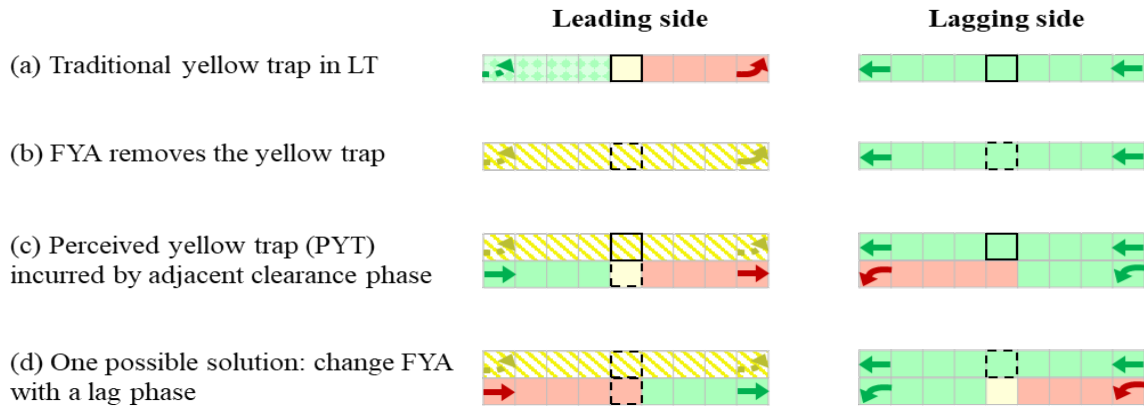 Leading side
Lagging side
(a) Traditional yellow trap in LT
(b) FYA removes the yellow trap
(c) Perceived yellow trap (PYT)
incurred by adjacent clearance phase
(d) One possible solution: change FYA
with a lag phase